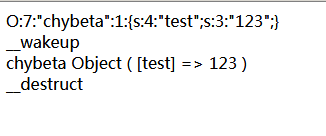 O:7:"chybeta":1:{s:4:"test";s:3:"123";}
__wakeup
chybeta Object ( [test] => 123 )
__destruct